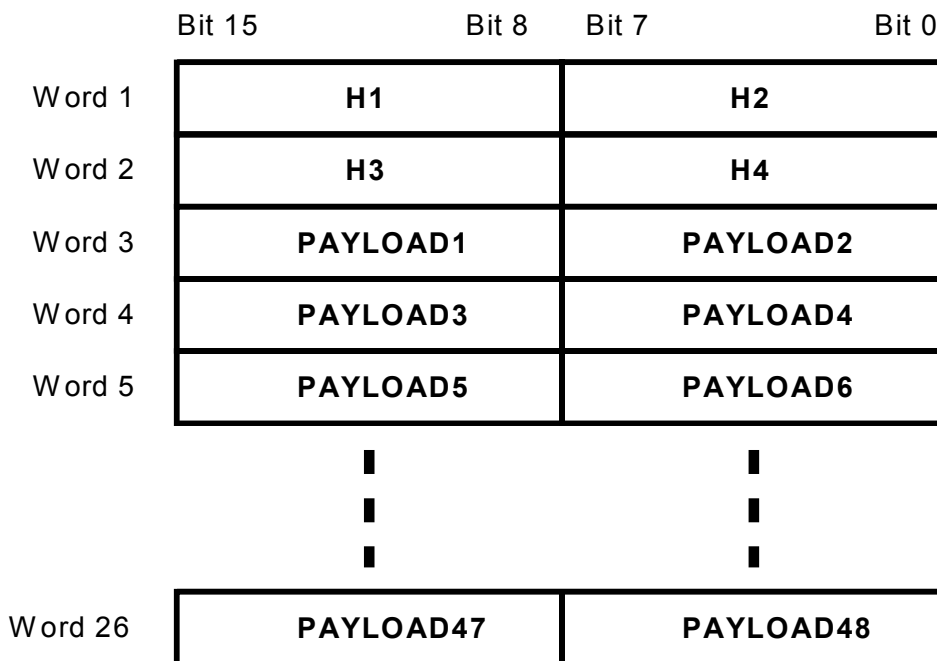 Bit 15 Bit 8 Bit 7 Bit 0
Word 1 H1 H2
Word 2 H3 H4
Word 3 PAYLOAD1 PAYLOAD2
Word 4 PAYLOAD3 PAYLOAD4
Word 5 PAYLOAD5 PAYLOAD6
Word 26 PAYLOAD47 PAYLOAD48